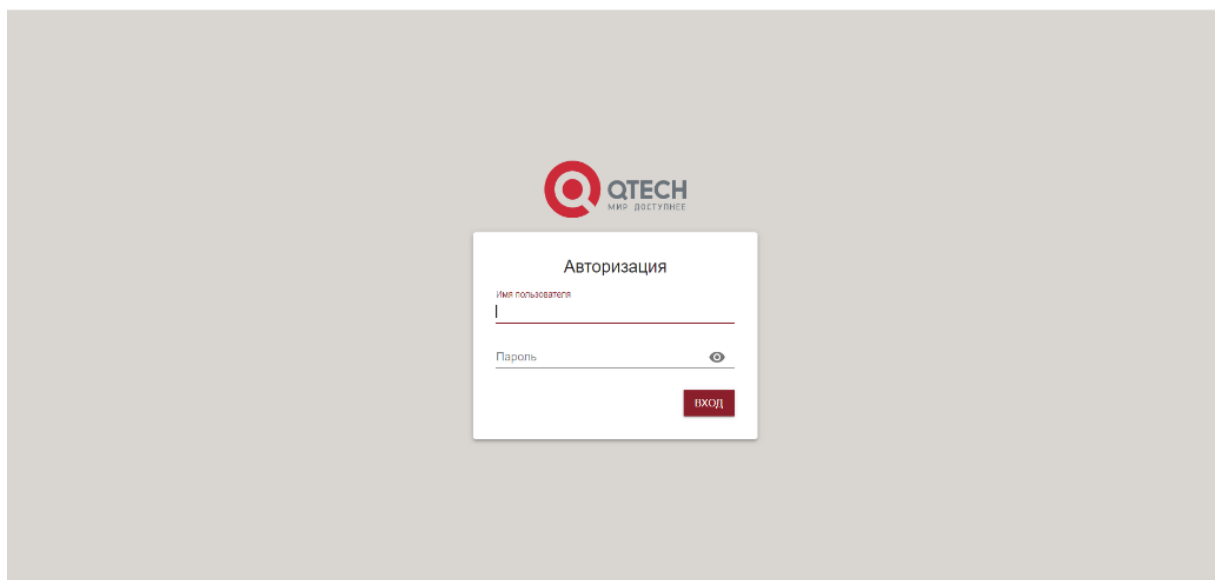 QTECH
МИР ДОСТУПНЕЕ
Авторизация
Имя пользователя
Пароль
ВХОД